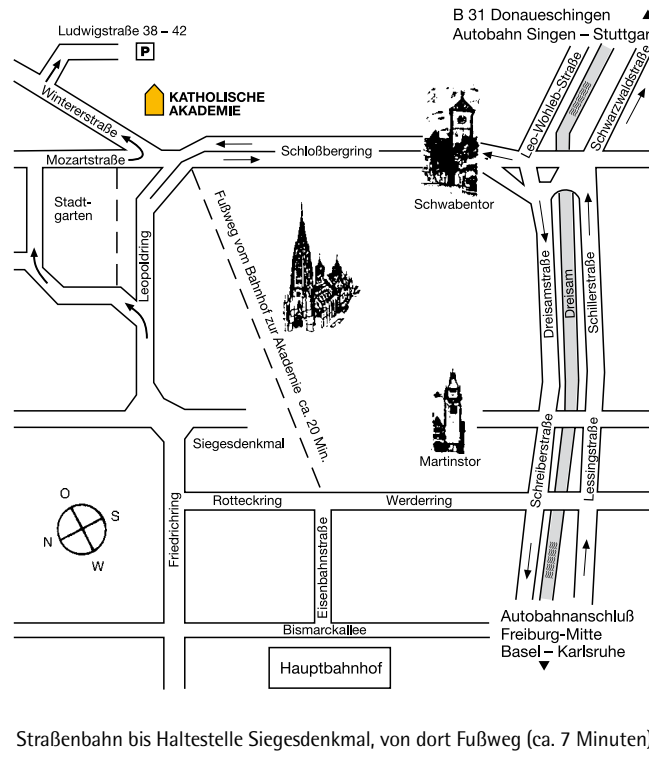 Ludwigstraße 38 – 42
P
B 31 Donaueschingen
Autobahn Singen – Stuttgar
KATHOLISCHE
AKADEMIE
Wintererstraße
Mozartstraße
Schloßbergring
Leo-Wohleb-Straße
Schwarzwaldstraße
Schwabentor
Stadt-
garten
Leopoldring
Fußweg vom Bahnhof zur Akademie ca. 20 Min.
Dreisamstraße
Dreisam
Schillerstraße
Siegesdenkmal
Martinstor
Schreiberstraße
Lessingstraße
Rotteckring
Werderring
O
S
N
W
Friedrichring
Eisenbahnstraße
Bismarckallee
Hauptbahnhof
Autobahnanschluß
Freiburg-Mitte
Basel – Karlsruhe
Straßenbahn bis Haltestelle Siegesdenkmal, von dort Fußweg (ca. 7 Minuten)